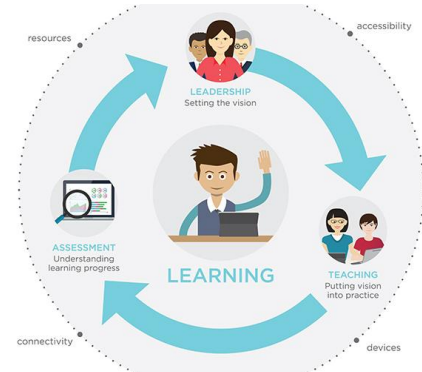 resources
accessibility
LEADERSHIP
Setting the vision
ASSESSMENT
Understanding
learning progress
LEARNING
TEACHING
Putting vision
into practice
connectivity
devices